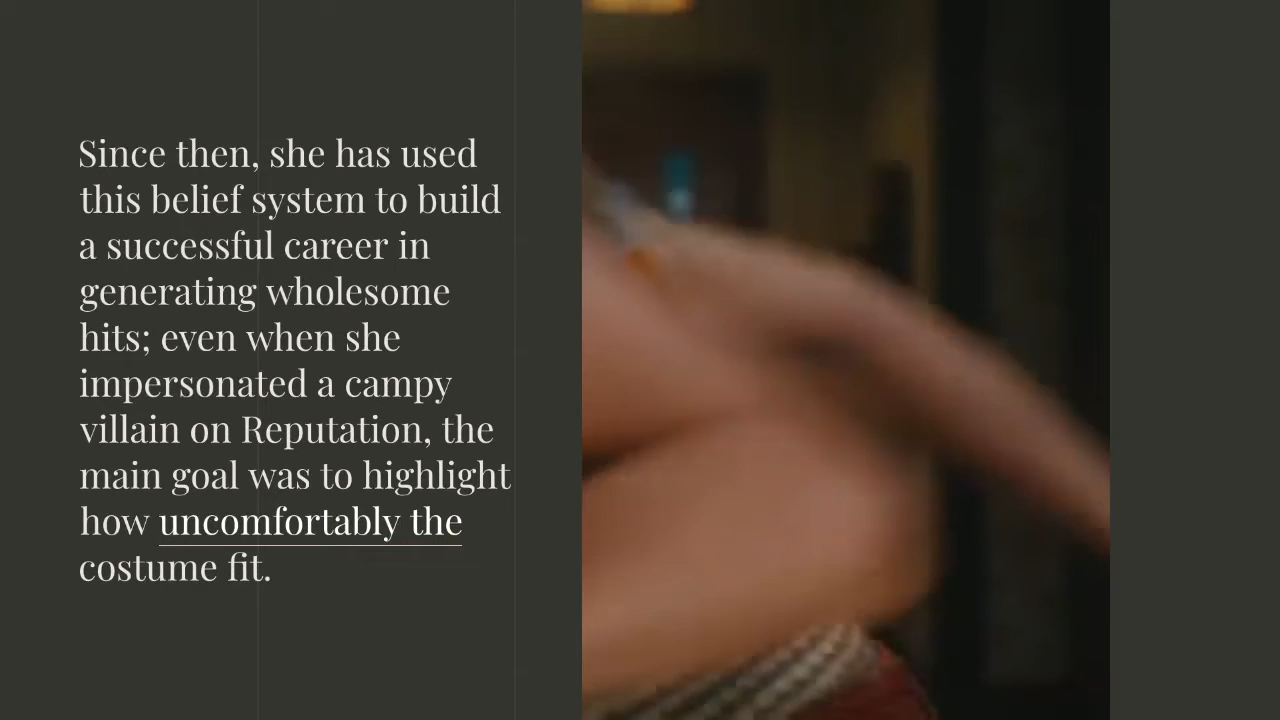 Since then, she has used
this belief system to build
a successful career in
generating wholesome
hits; even when she
impersonated a campy
villain on Reputation, the
main goal was to highlight
how uncomfortably the
costume fit.